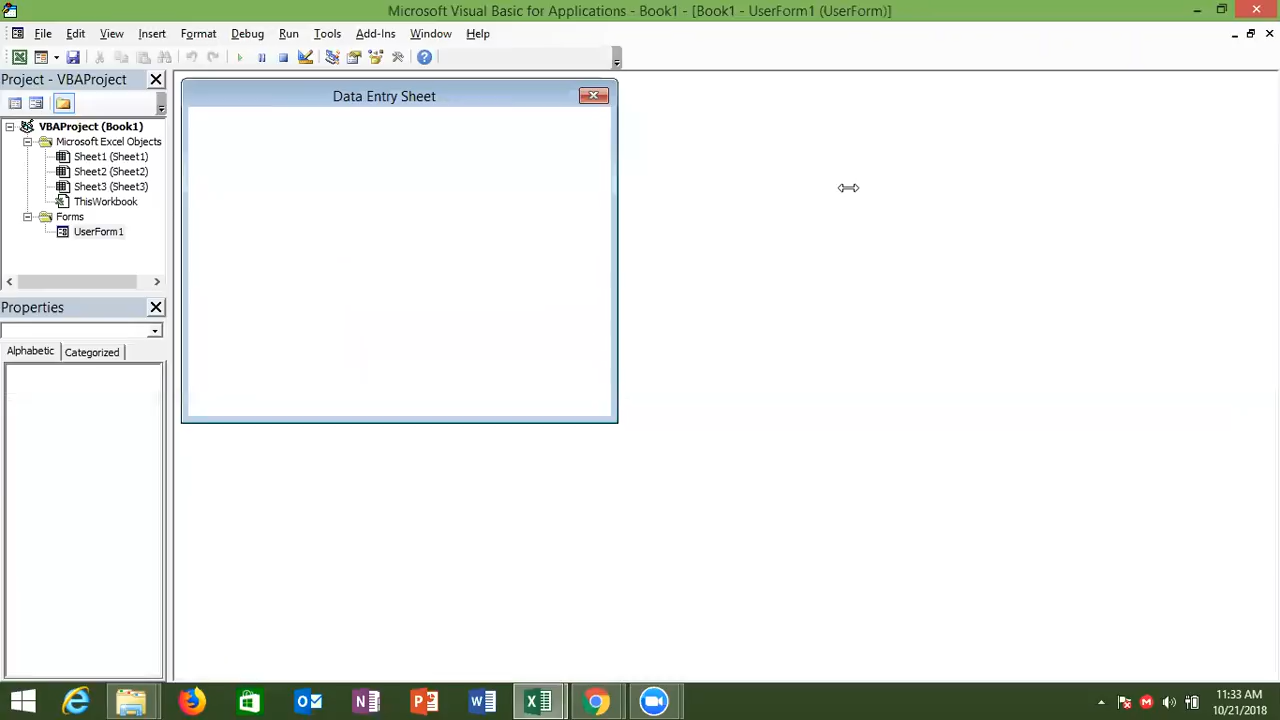 Microsoft Visual Basic for Applications - Book1 - [Book1 - UserForm1 (UserForm)]
File Edit View Insert Format Debug Run Tools Add-Ins Window Help
Project - VBAProject
VBAProject (Book1)
Microsoft Excel Objects
Sheet1 (Sheet1)
Sheet2 (Sheet2)
Sheet3 (Sheet3)
ThisWorkbook
Forms
UserForm1
Properties
Alphabetic Categorized
Data Entry Sheet
11:33 AM
10/21/2018